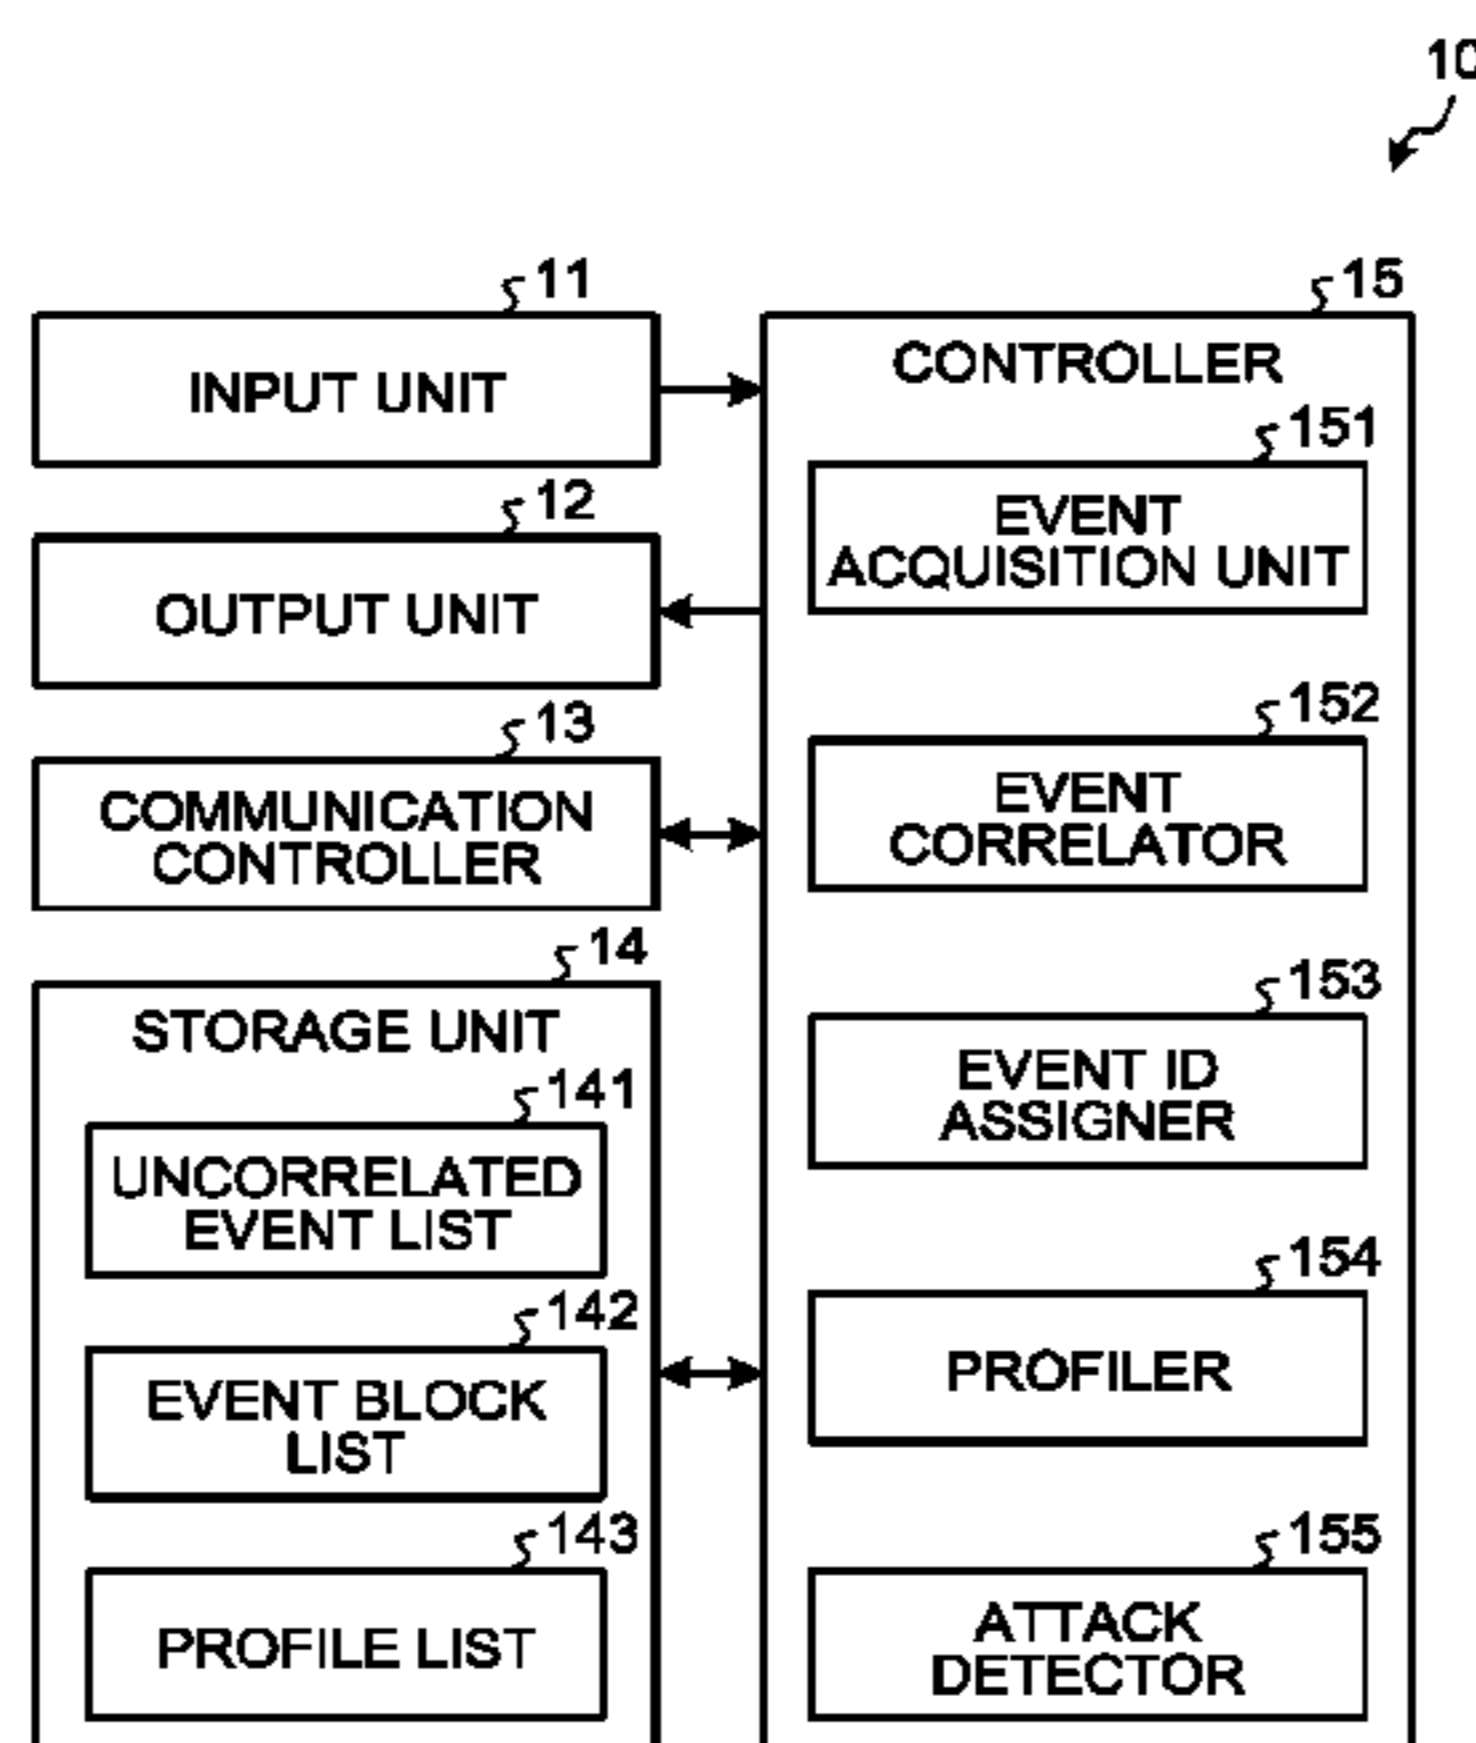 10
11
INPUT UNIT
12
OUTPUT UNIT
13
COMMUNICATION
CONTROLLER
14
STORAGE UNIT
141
UNCORRELATED
EVENT LIST
142
EVENT BLOCK
LIST
143
PROFILE LIST
15
CONTROLLER
151
EVENT
ACQUISITION UNIT
152
EVENT
CORRELATOR
153
EVENT ID
ASSIGNER
154
PROFILER
155
ATTACK
DETECTOR